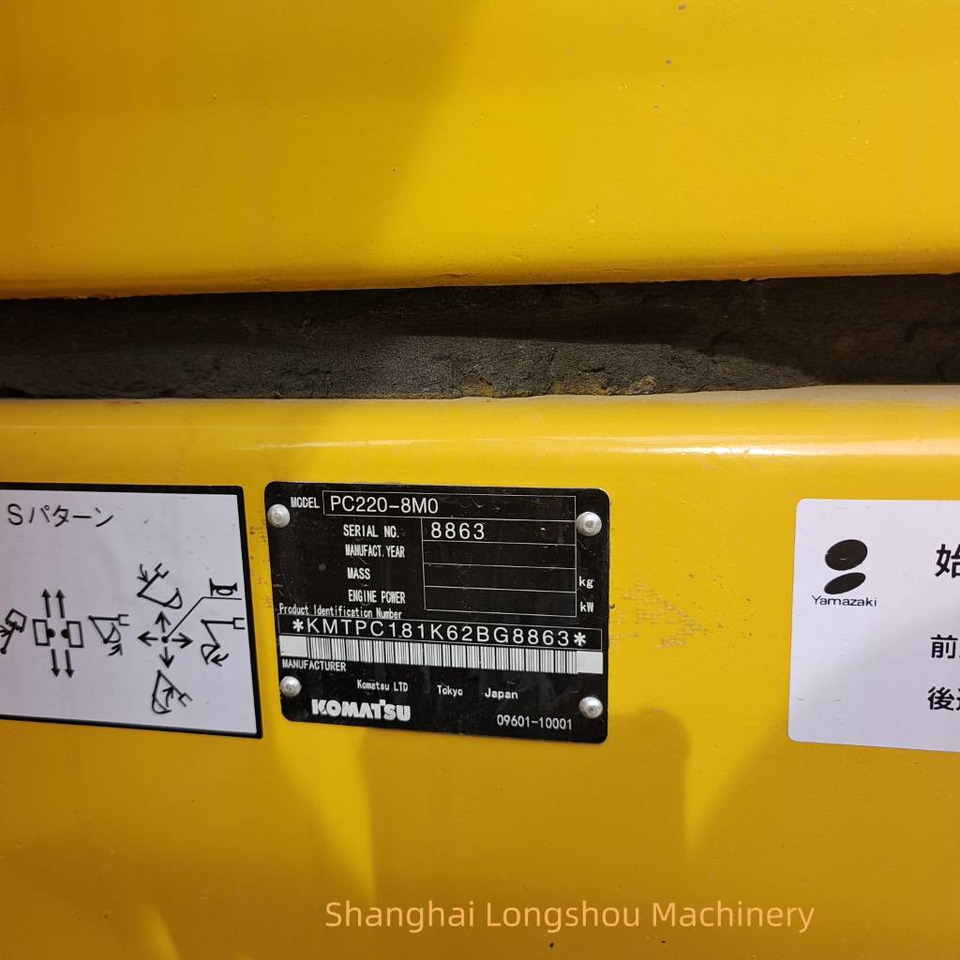 Sパターン
MODEL PC220-8M0
SERIAL NO. 8863
MANUFACT. YEAR
MASS kg
ENGINE POWER kW
Product Identification Number
*KMTPC181K62BG8863*
MANUFACTURER
Komatsu LTD Tokyo Japan
KOMATSU
09601-10001
Yamazaki
始
前
後
Shanghai Longshou Machinery